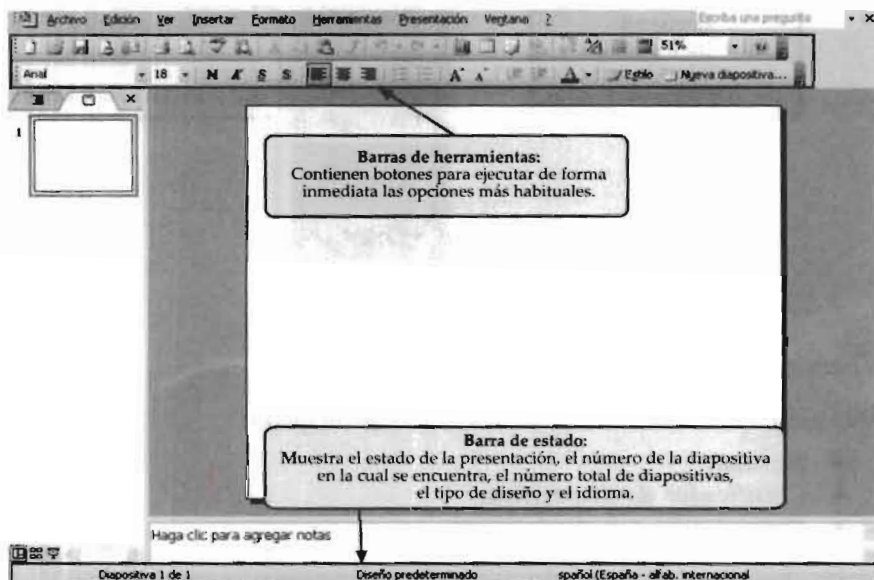 Archivo Edición Ver Insertar Formato Herramientas Presentación Ventana ? Escriba una pregunta
51%
Arial 18 N K S S A A A Estilo Nueva diapositiva...
1
Barras de herramientas:
Contienen botones para ejecutar de forma
inmediata las opciones más habituales.
Barra de estado:
Muestra el estado de la presentación, el número de la diapositiva
en la cual se encuentra, el número total de diapositivas,
el tipo de diseño y el idioma.
Haga clic para agregar notas
Diapositiva 1 de 1 Diseño predeterminado spañol (España - alfab. internacional